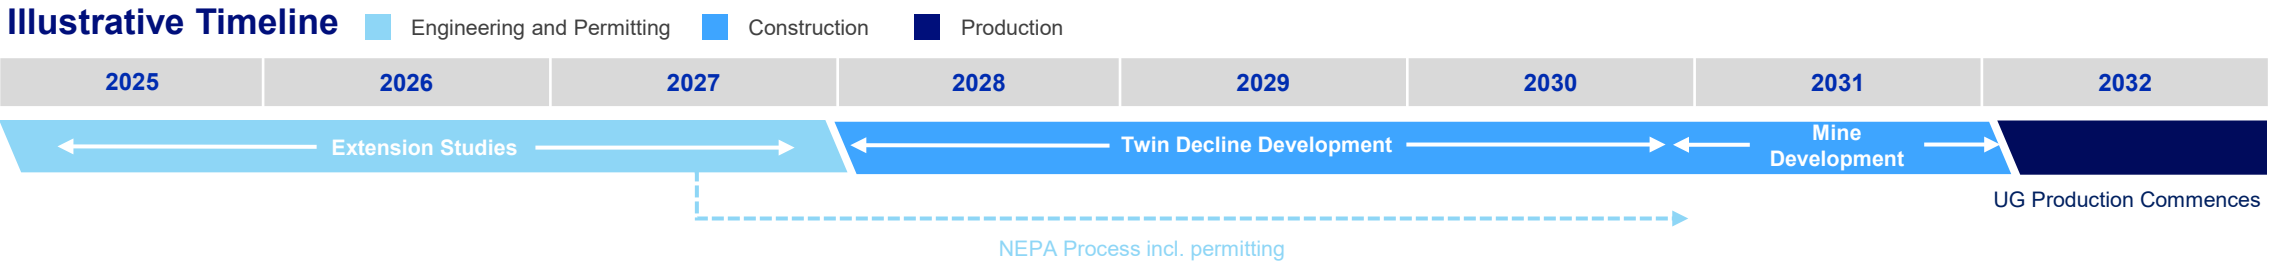 Illustrative Timeline
Engineering and Permitting
Construction
Production
2025 2026 2027 2028 2029 2030 2031 2032
Extension Studies
Twin Decline Development
Mine
Development
UG Production Commences
NEPA Process incl. permitting